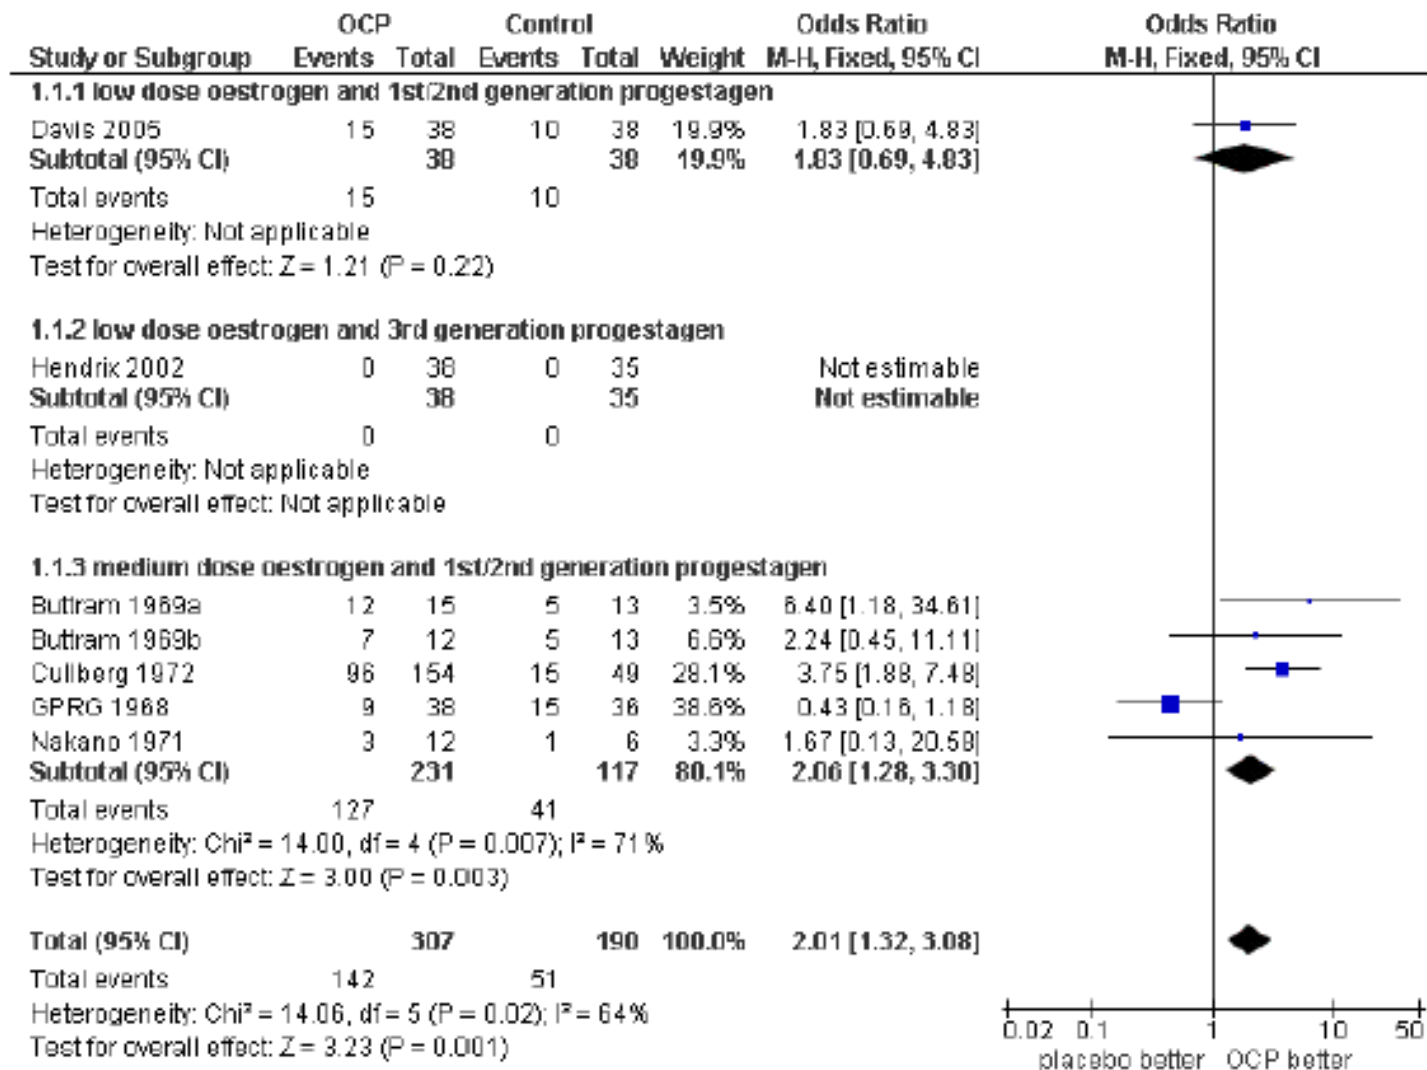 OCP Control Odds Ratio Odds Ratio
Study or Subgroup Events Total Events Total Weight M-H, Fixed, 95% CI M-H, Fixed, 95% CI
1.1.1 low dose oestrogen and 1st/2nd generation progestagen
Davis 2005 15 38 10 38 19.9% 1.83 [0.69, 4.83]
Subtotal (95% CI) 38 38 19.9% 1.83 [0.69, 4.83]
Total events 15 10
Heterogeneity: Not applicable
Test for overall effect: Z = 1.21 (P = 0.22)
1.1.2 low dose oestrogen and 3rd generation progestagen
Hendrix 2002 0 38 0 35 Not estimable
Subtotal (95% CI) 38 35 Not estimable
Total events 0 0
Heterogeneity: Not applicable
Test for overall effect: Not applicable
1.1.3 medium dose oestrogen and 1st/2nd generation progestagen
Buttram 1969a 12 15 5 13 3.5% 6.40 [1.18, 34.61]
Buttram 1969b 7 12 5 13 6.6% 2.24 [0.45, 11.11]
Cullberg 1972 96 154 15 49 28.1% 3.75 [1.88, 7.48]
GPRG 1968 9 38 15 36 38.6% 0.43 [0.16, 1.18]
Nakano 1971 3 12 1 6 3.3% 1.67 [0.13, 20.58]
Subtotal (95% CI) 231 117 80.1% 2.06 [1.28, 3.30]
Total events 127 41
Heterogeneity: Chi² = 14.00, df = 4 (P = 0.007); I² = 71%
Test for overall effect: Z = 3.00 (P = 0.003)
Total (95% CI) 307 190 100.0% 2.01 [1.32, 3.08]
Total events 142 51
Heterogeneity: Chi² = 14.06, df = 5 (P = 0.02); I² = 64%
Test for overall effect: Z = 3.23 (P = 0.001)
0.02 0.1 1 10 50
placebo better OCP better